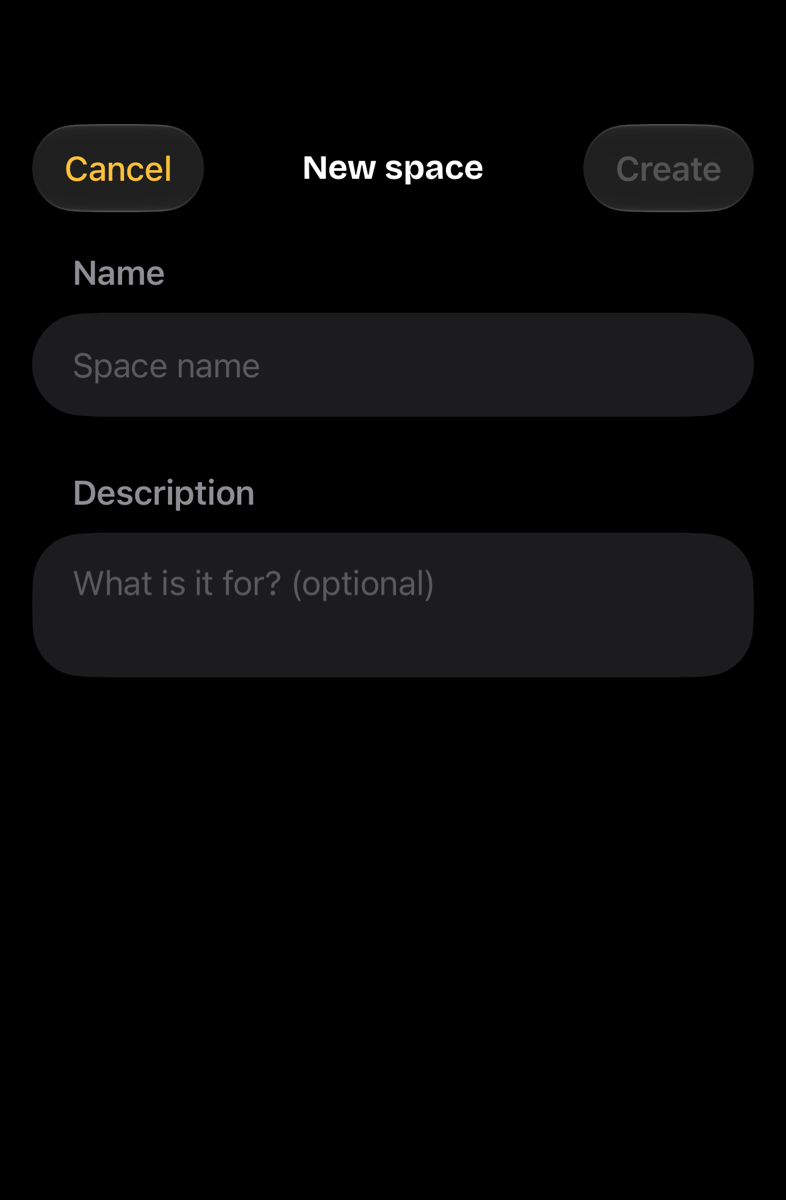 Cancel
New space
Create
Name
Space name
Description
What is it for? (optional)